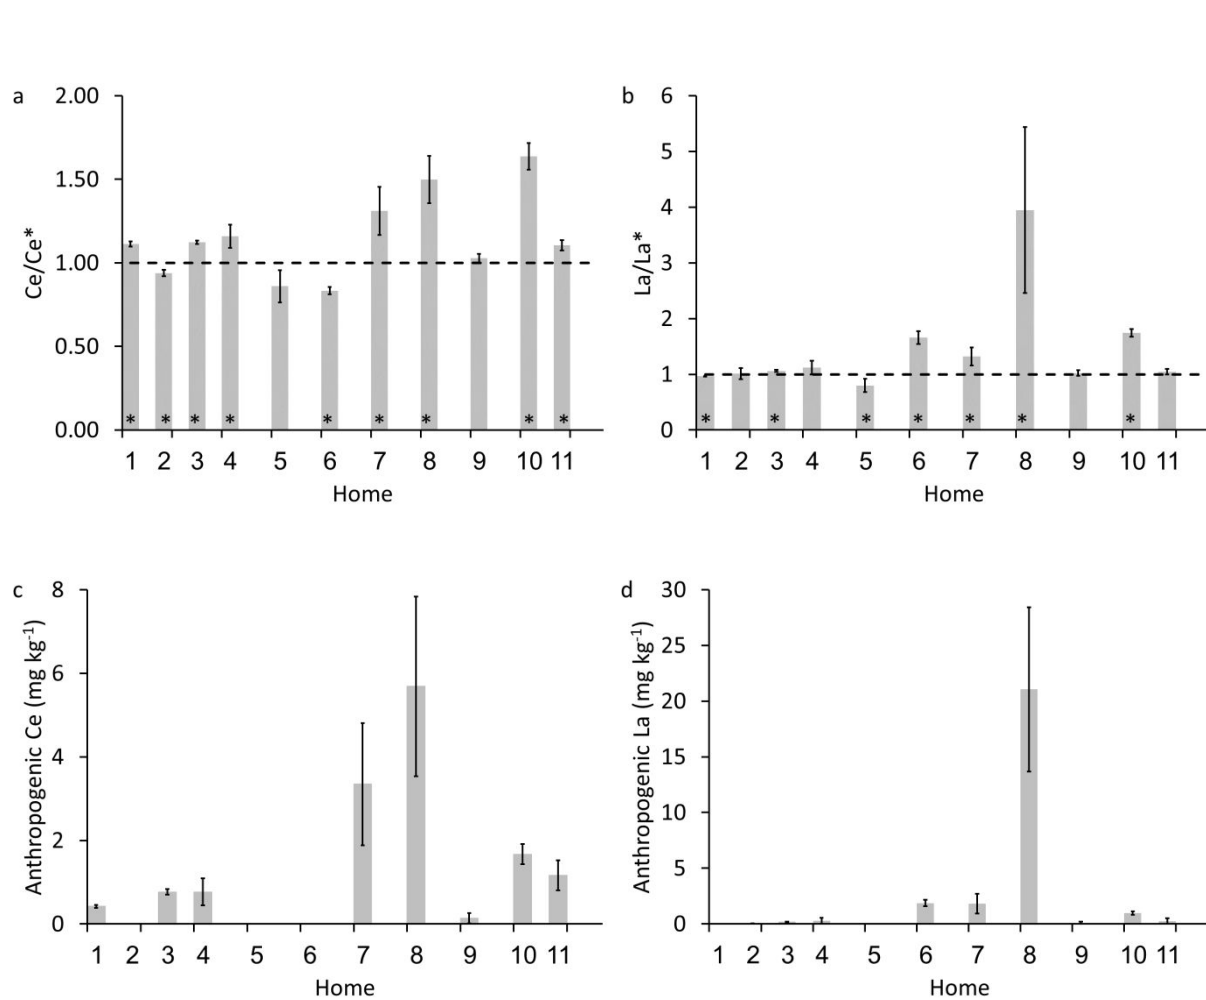 a
2.00
1.50
1.00
0.50
0.00
Ce/Ce*
* * * * * * * * *
1 2 3 4 5 6 7 8 9 10 11
Home
b
6
5
4
3
2
1
0
La/La*
* * * * * * *
1 2 3 4 5 6 7 8 9 10 11
Home
c
8
6
4
2
0
Anthropogenic Ce (mg kg⁻¹)
1 2 3 4 5 6 7 8 9 10 11
Home
d
30
25
20
15
10
5
0
Anthropogenic La (mg kg⁻¹)
1 2 3 4 5 6 7 8 9 10 11
Home